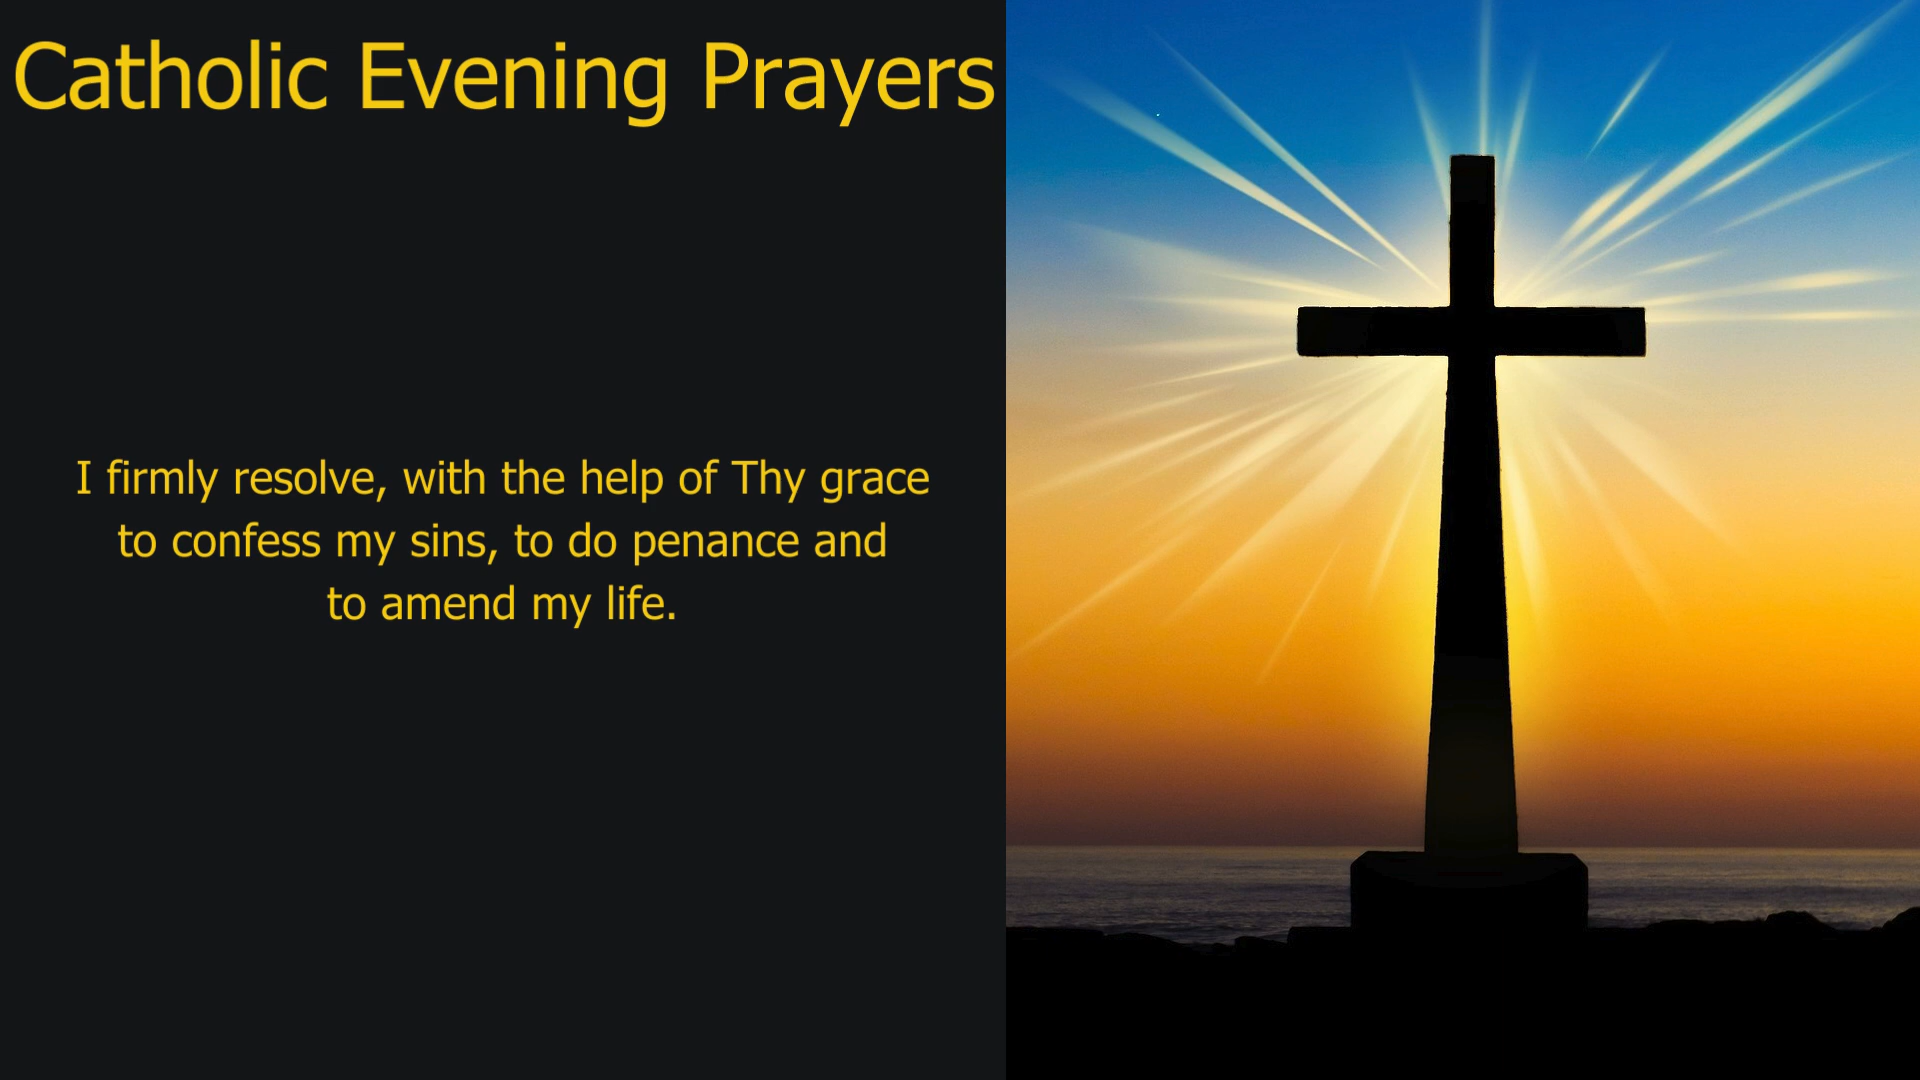 Catholic Evening Prayers
I firmly resolve, with the help of Thy grace
to confess my sins, to do penance and
to amend my life.